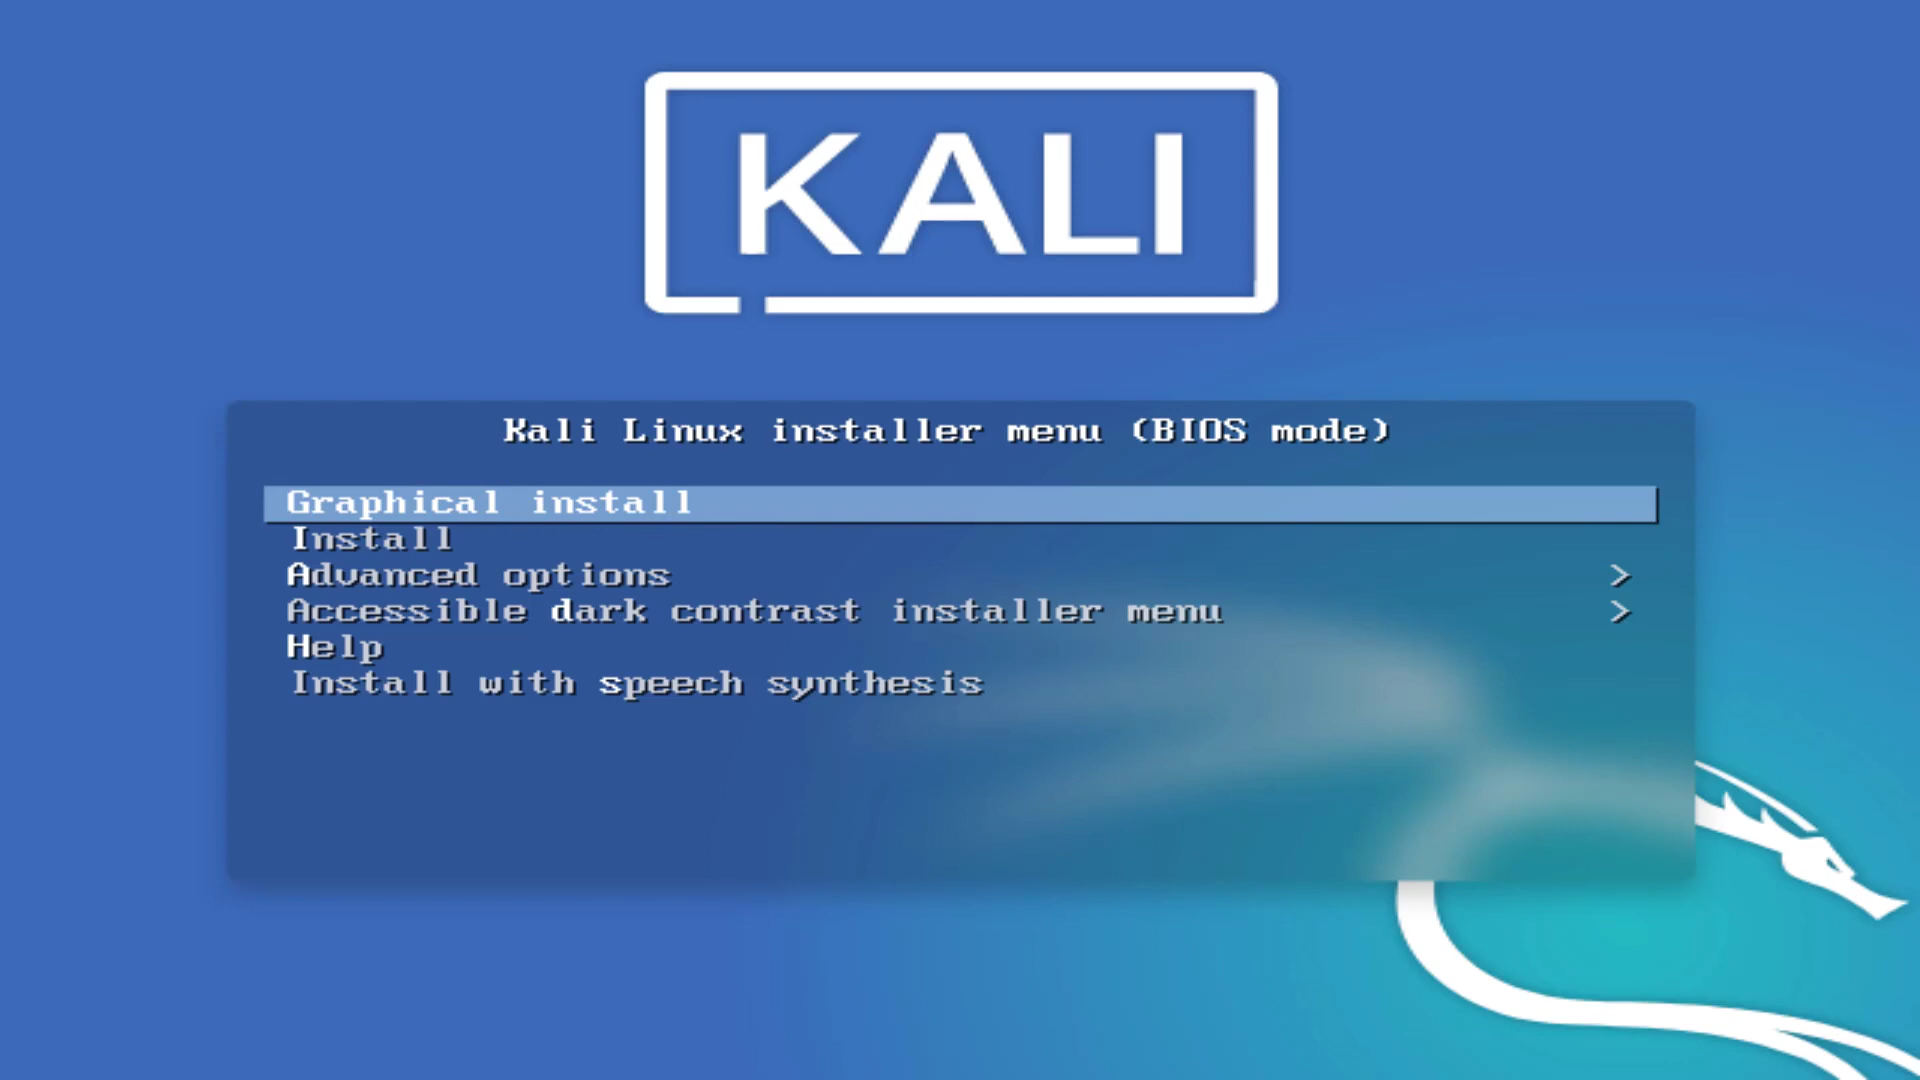 KALI
Kali Linux installer menu (BIOS mode)
Graphical install
Install
Advanced options >
Accessible dark contrast installer menu >
Help
Install with speech synthesis